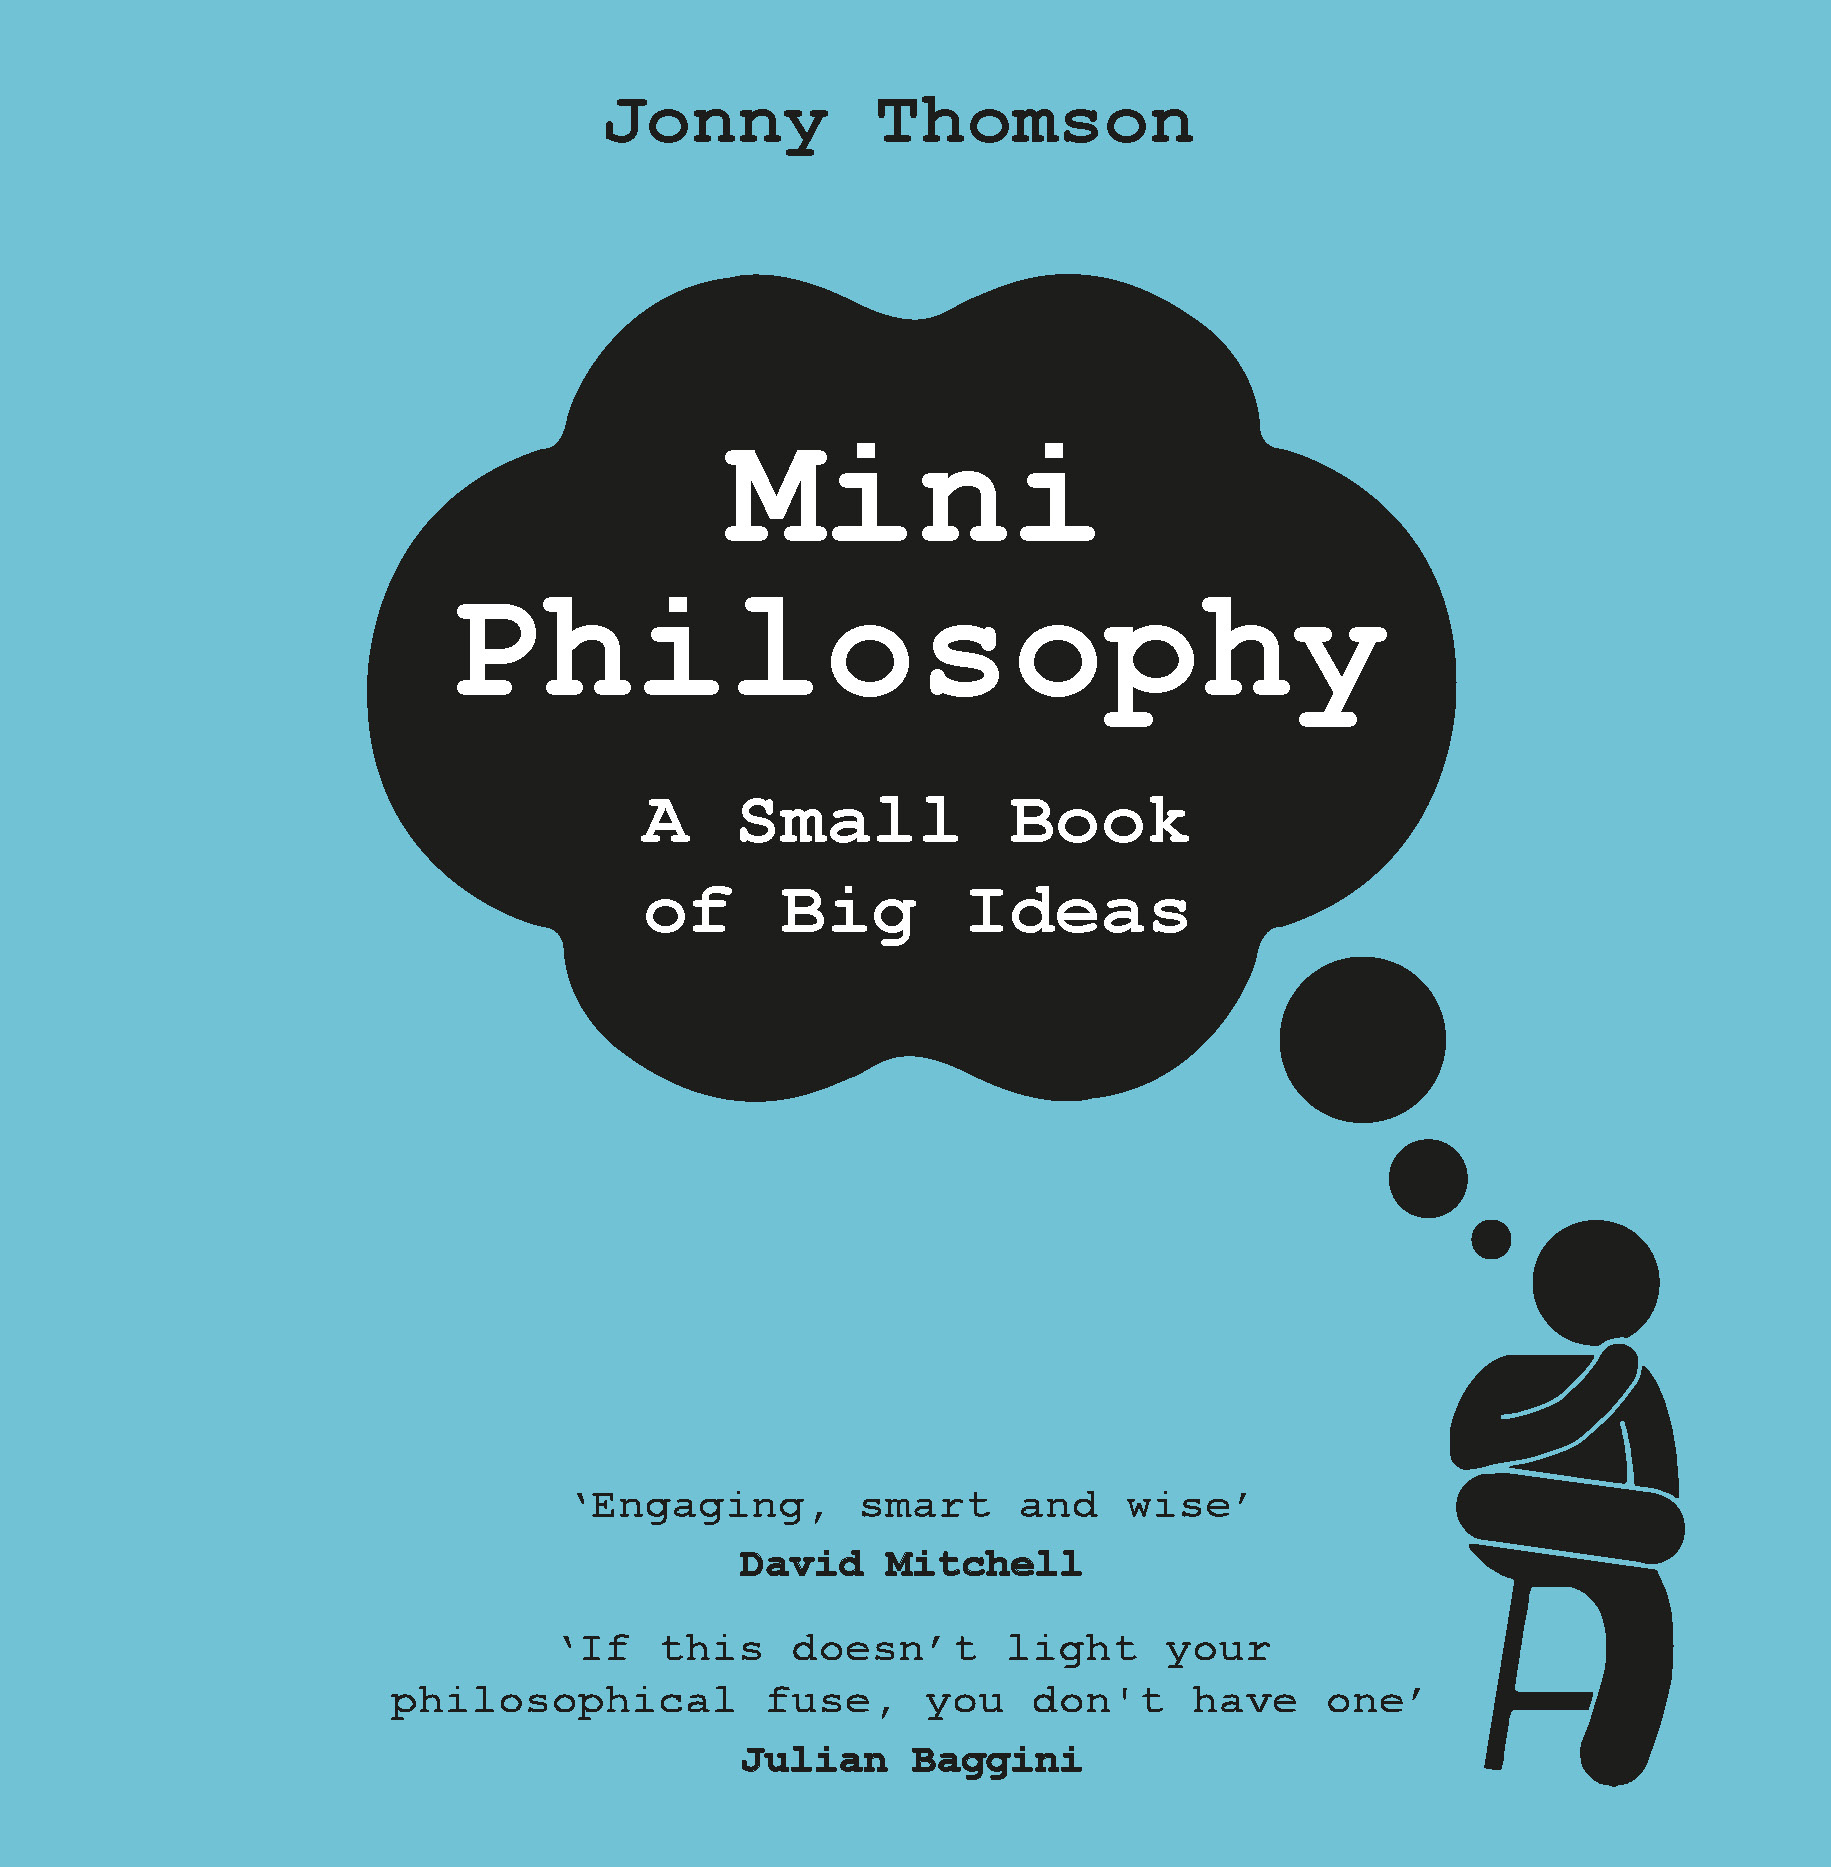 Jonny Thomson
Mini
Philosophy
A Small Book
of Big Ideas
‘Engaging, smart and wise’
David Mitchell
‘If this doesn’t light your
philosophical fuse, you don't have one’
Julian Baggini